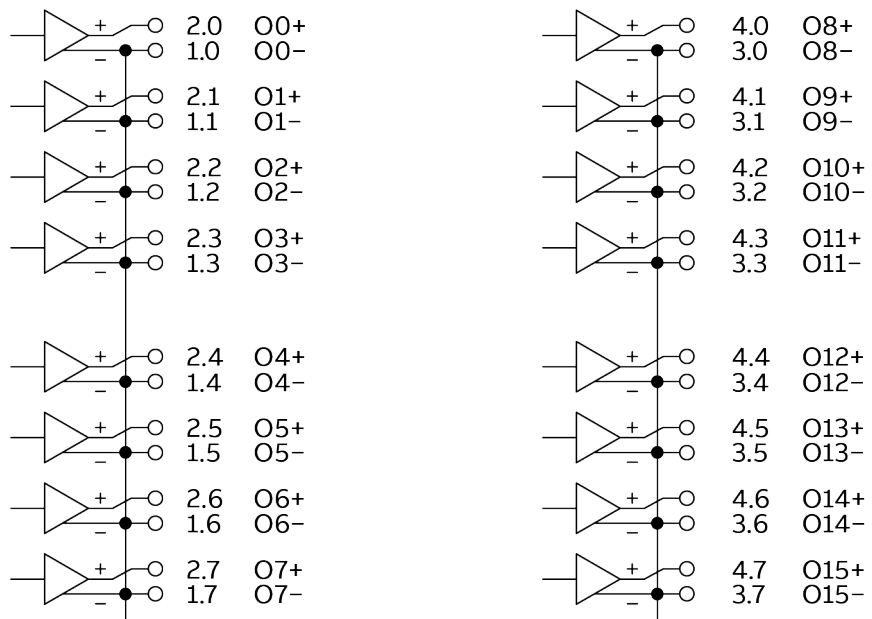 + 2.0 O0+
− 1.0 O0−
+ 2.1 O1+
− 1.1 O1−
+ 2.2 O2+
− 1.2 O2−
+ 2.3 O3+
− 1.3 O3−
+ 2.4 O4+
− 1.4 O4−
+ 2.5 O5+
− 1.5 O5−
+ 2.6 O6+
− 1.6 O6−
+ 2.7 O7+
− 1.7 O7−
+ 4.0 O8+
− 3.0 O8−
+ 4.1 O9+
− 3.1 O9−
+ 4.2 O10+
− 3.2 O10−
+ 4.3 O11+
− 3.3 O11−
+ 4.4 O12+
− 3.4 O12−
+ 4.5 O13+
− 3.5 O13−
+ 4.6 O14+
− 3.6 O14−
+ 4.7 O15+
− 3.7 O15−